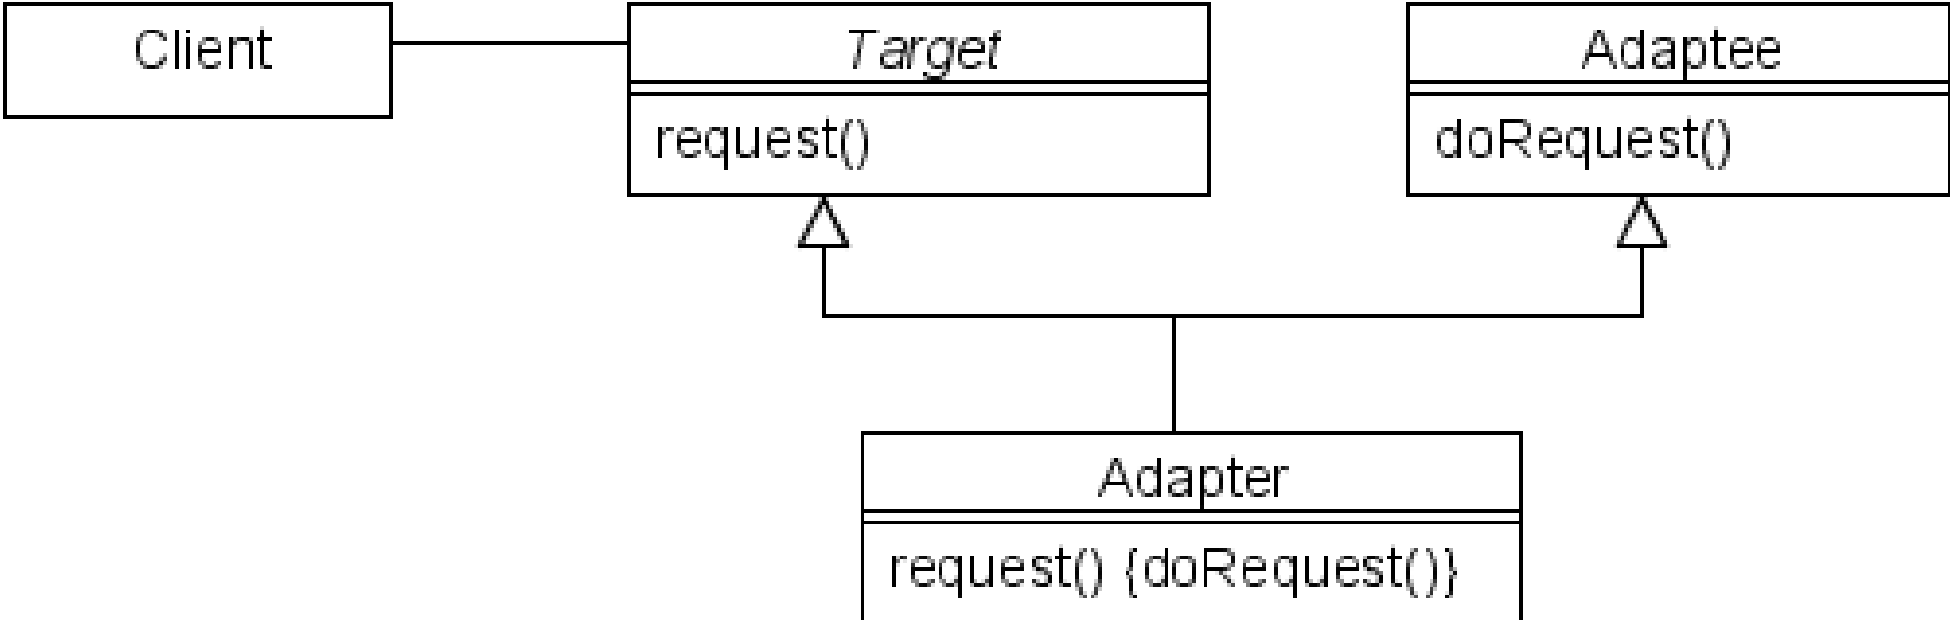 Client
Target
Adaptee
request()
doRequest()
Adapter
request() {doRequest()}